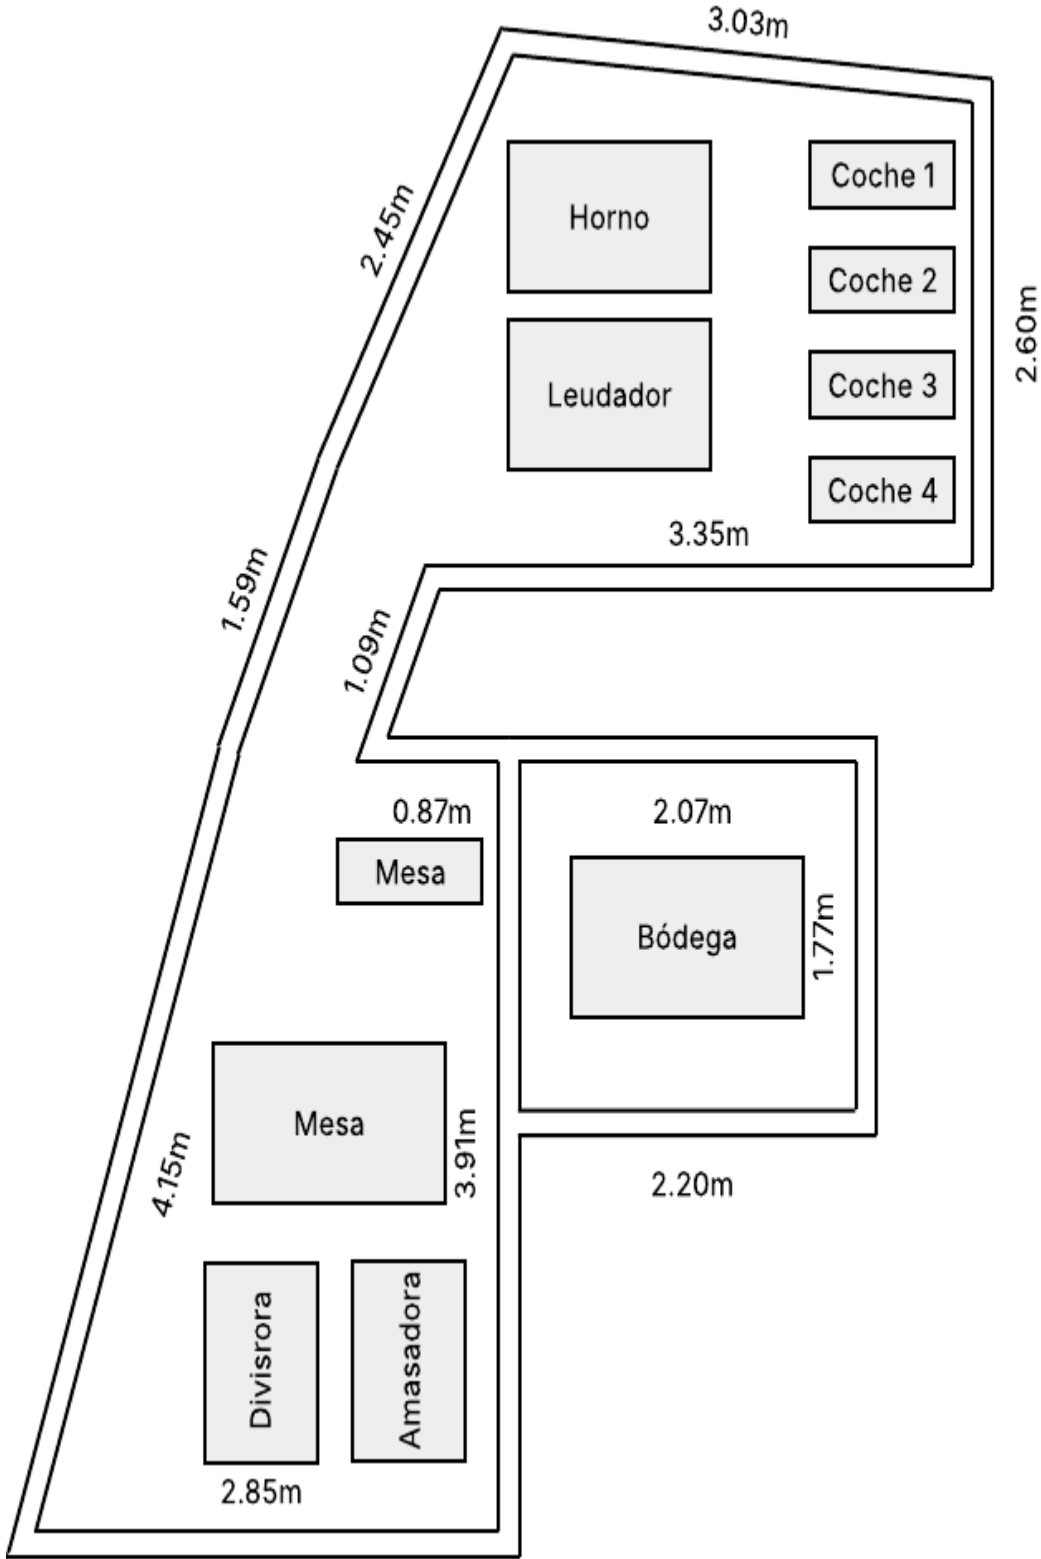 3.03m
2.45m
Horno
Coche 1
Coche 2
2.60m
Leudador
Coche 3
Coche 4
3.35m
1.59m
1.09m
0.87m
2.07m
Mesa
Bódega
1.77m
Mesa
3.91m
4.15m
2.20m
Divisrora
Amasadora
2.85m